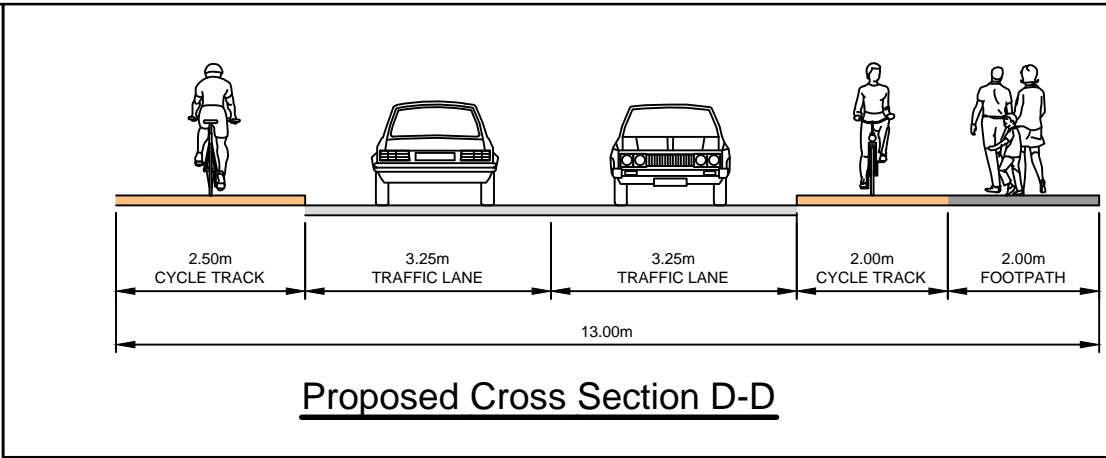 2.50m
CYCLE TRACK
3.25m
TRAFFIC LANE
3.25m
TRAFFIC LANE
2.00m
CYCLE TRACK
2.00m
FOOTPATH
13.00m
Proposed Cross Section D-D